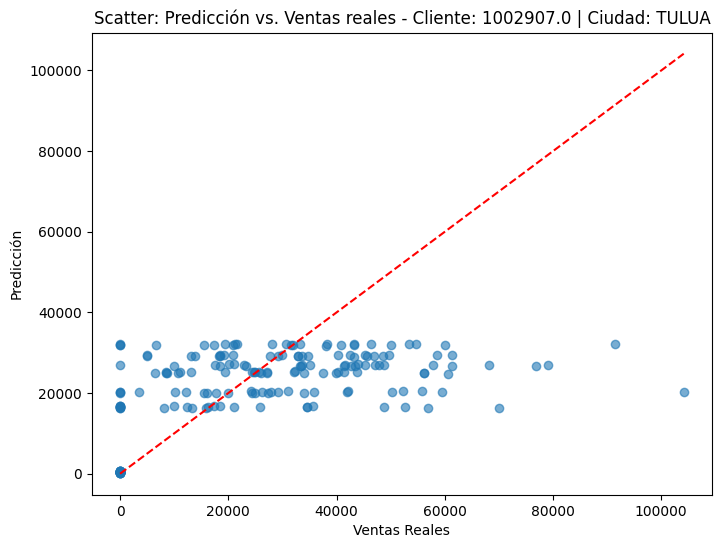 Scatter: Predicción vs. Ventas reales - Cliente: 1002907.0 | Ciudad: TULUA
100000
80000
60000
40000
20000
0
Predicción
0 20000 40000 60000 80000 100000
Ventas Reales